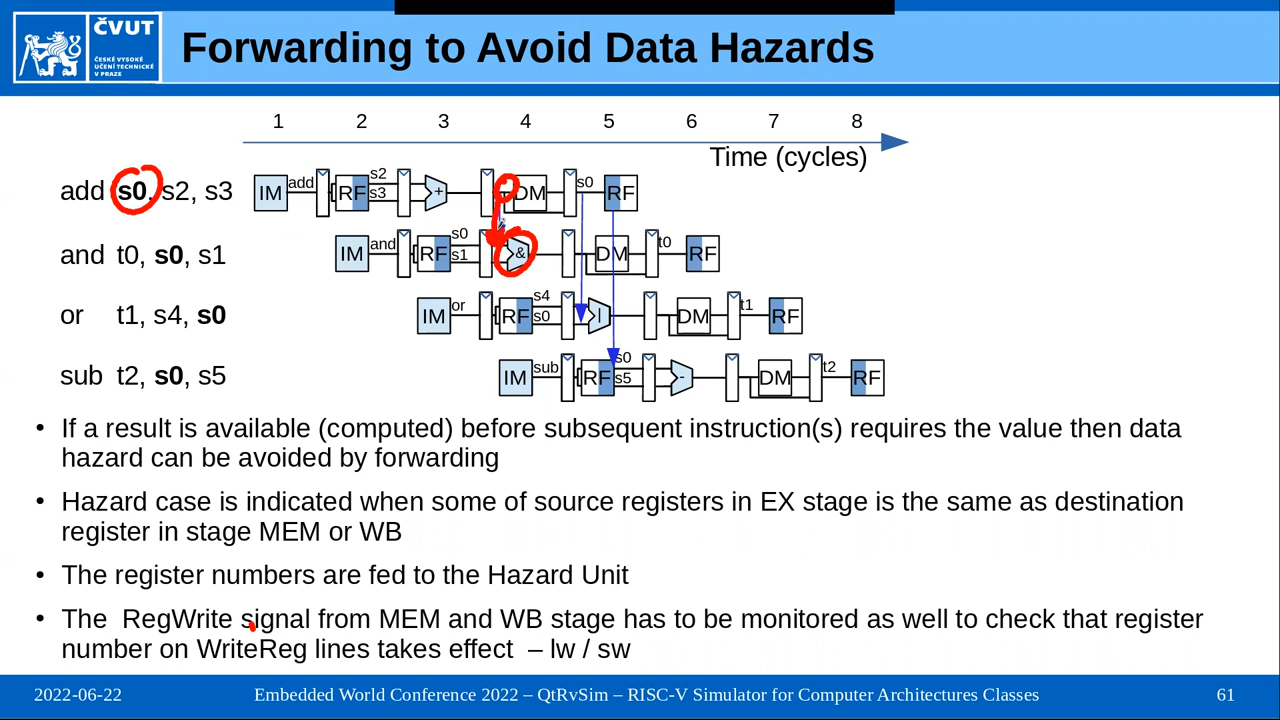 ČVUT
ČESKÉ VYSOKÉ
UČENÍ TECHNICKÉ
V PRAZE
Forwarding to Avoid Data Hazards
1 2 3 4 5 6 7 8
Time (cycles)
add s0, s2, s3
IM add RF s2 s3 + DM s0 RF
and t0, s0, s1
IM and RF s0 s1 & DM t0 RF
or t1, s4, s0
IM or RF s4 s0 | DM t1 RF
sub t2, s0, s5
IM sub RF s0 s5 - DM t2 RF
• If a result is available (computed) before subsequent instruction(s) requires the value then data
hazard can be avoided by forwarding
• Hazard case is indicated when some of source registers in EX stage is the same as destination
register in stage MEM or WB
• The register numbers are fed to the Hazard Unit
• The RegWrite signal from MEM and WB stage has to be monitored as well to check that register
number on WriteReg lines takes effect – lw / sw
2022-06-22 Embedded World Conference 2022 – QtRvSim – RISC-V Simulator for Computer Architectures Classes 61